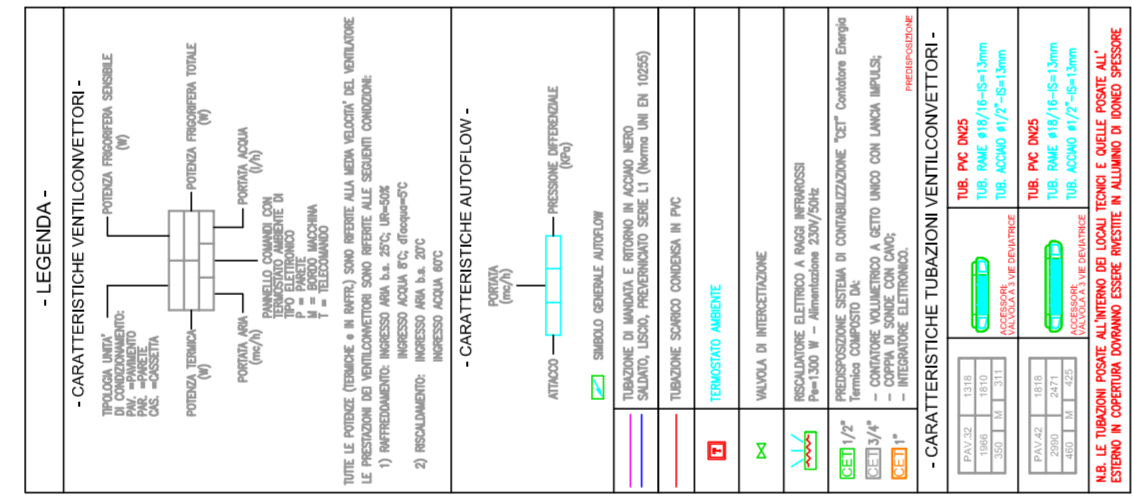 - LEGENDA -
- CARATTERISTICHE VENTILCONVETTORI -
TIPOLOGIA UNITA'
DI CONDIZIONAMENTO:
PAV. =PAVIMENTO
PAR. =PARETE
CAS. =CASSETTA
POTENZA FRIGORIFERA SENSIBILE
(W)
POTENZA TERMICA
(W)
POTENZA FRIGORIFERA TOTALE
(W)
PORTATA ARIA
(mc/h)
PORTATA ACQUA
(l/h)
PANNELLO COMANDI CON
TERMOSTATO AMBIENTE DI
TIPO ELETTRONICO
P = PARETE
M = BORDO MACCHINA
T = TELECOMANDO
TUTTE LE POTENZE (TERMICHE e IN RAFFR.) SONO RIFERITE ALLA MEDIA VELOCITA' DEL VENTILATORE
LE PRESTAZIONI DEI VENTILCONVETTORI SONO RIFERITE ALLE SEGUENTI CONDIZIONI:
1) RAFFREDDAMENTO: INGRESSO ARIA b.s. 25°C; UR=50%
INGRESSO ACQUA 8°C; dTacqua=5°C
2) RISCALDAMENTO: INGRESSO ARIA b.s. 20°C
INGRESSO ACQUA 60°C
- CARATTERISTICHE AUTOFLOW -
PORTATA
(mc/h)
ATTACCO
PRESSIONE DIFFERENZIALE
(KPa)
SIMBOLO GENERALE AUTOFLOW
TUBAZIONE DI MANDATA E RITORNO IN ACCIAIO NERO
SALDATO, LISCIO, PREVERNICIATO SERIE L1 (Norma UNI EN 10255)
TUBAZIONE SCARICO CONDENSA IN PVC
T
TERMOSTATO AMBIENTE
VALVOLA DI INTERCETTAZIONE
RISCALDATORE ELETTRICO A RAGGI INFRAROSSI
Pe=1300 W - Alimentazione 230V/50Hz
CET 1/2"
CET 3/4"
CET 1"
PREDISPOSIZIONE SISTEMA DI CONTABILIZZAZIONE "CET" Contatore Energia
Termica COMPOSTO DA:
- CONTATORE VOLUMETRICO A GETTO UNICO CON LANCIA IMPULSI;
- COPPIA DI SONDE CON CAVO;
- INTEGRATORE ELETTRONICO.
PREDISPOSIZIONE
- CARATTERISTICHE TUBAZIONI VENTILCONVETTORI -
PAV.32 1318
1966 1810
350 M 311
ACCESSORI:
VALVOLA A 3 VIE DEVIATRICE
TUB. PVC DN25
TUB. RAME ø18/16-IS=13mm
TUB. ACCIAIO ø1/2"-IS=13mm
PAV.42 1818
2990 2471
460 M 425
ACCESSORI:
VALVOLA A 3 VIE DEVIATRICE
TUB. PVC DN25
TUB. RAME ø18/16-IS=13mm
TUB. ACCIAIO ø1/2"-IS=13mm
N.B. LE TUBAZIONI POSATE ALL'INTERNO DEI LOCALI TECNICI E QUELLE POSATE ALL'
ESTERNO IN COPERTURA DOVRANNO ESSERE RIVESTITE IN ALLUMINIO DI IDONEO SPESSORE